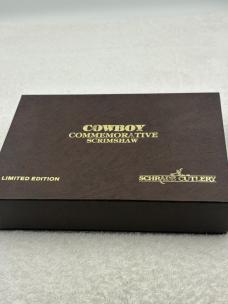 COWBOY
COMMEMORATIVE
SCRIMSHAW
LIMITED EDITION
SCHRADE CUTLERY